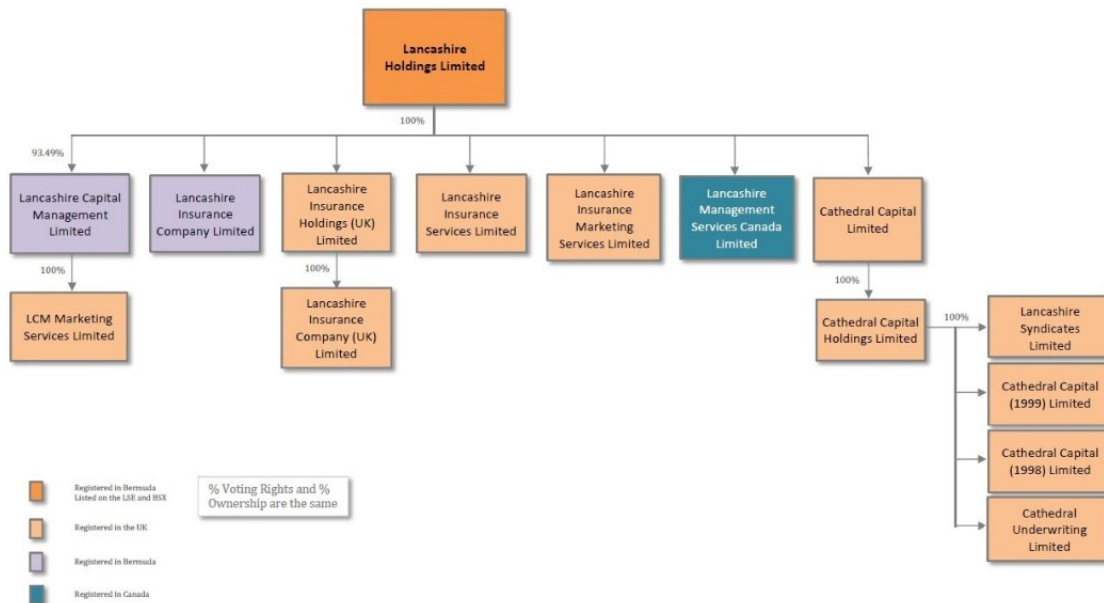 Lancashire
Holdings Limited
100%
93.49%
Lancashire Capital
Management
Limited
Lancashire
Insurance
Company Limited
Lancashire
Insurance
Holdings (UK)
Limited
Lancashire
Insurance
Services Limited
Lancashire
Insurance
Marketing
Services Limited
Lancashire
Management
Services Canada
Limited
Cathedral Capital
Limited
100%
100%
100%
LCM Marketing
Services Limited
Lancashire
Insurance
Company (UK)
Limited
Cathedral Capital
Holdings Limited
100%
Lancashire
Syndicates
Limited
Cathedral Capital
(1999) Limited
Cathedral Capital
(1998) Limited
Cathedral
Underwriting
Limited
Registered in Bermuda
Listed on the LSE and BSX
% Voting Rights and %
Ownership are the same
Registered in the UK
Registered in Bermuda
Registered in Canada